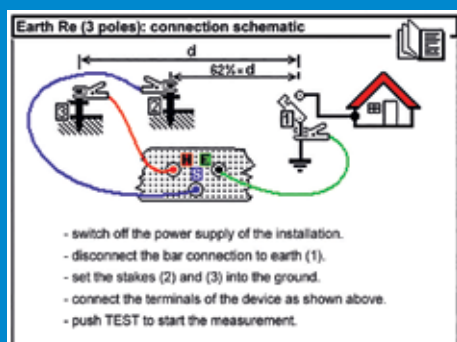 Earth Re (3 poles): connection schematic
d
62%×d
3
2
1
H E
S
- switch off the power supply of the installation.
- disconnect the bar connection to earth (1).
- set the stakes (2) and (3) into the ground.
- connect the terminals of the device as shown above.
- push TEST to start the measurement.